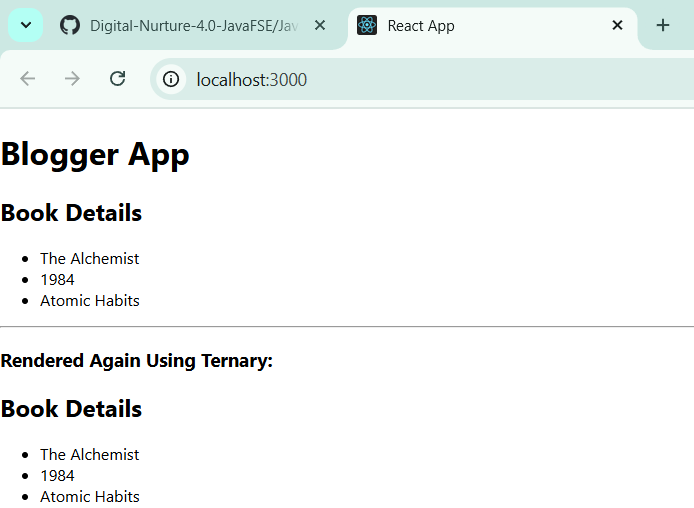 Digital-Nurture-4.0-JavaFSE/Jav
React App
localhost:3000
Blogger App
Book Details
The Alchemist
1984
Atomic Habits
Rendered Again Using Ternary:
Book Details
The Alchemist
1984
Atomic Habits